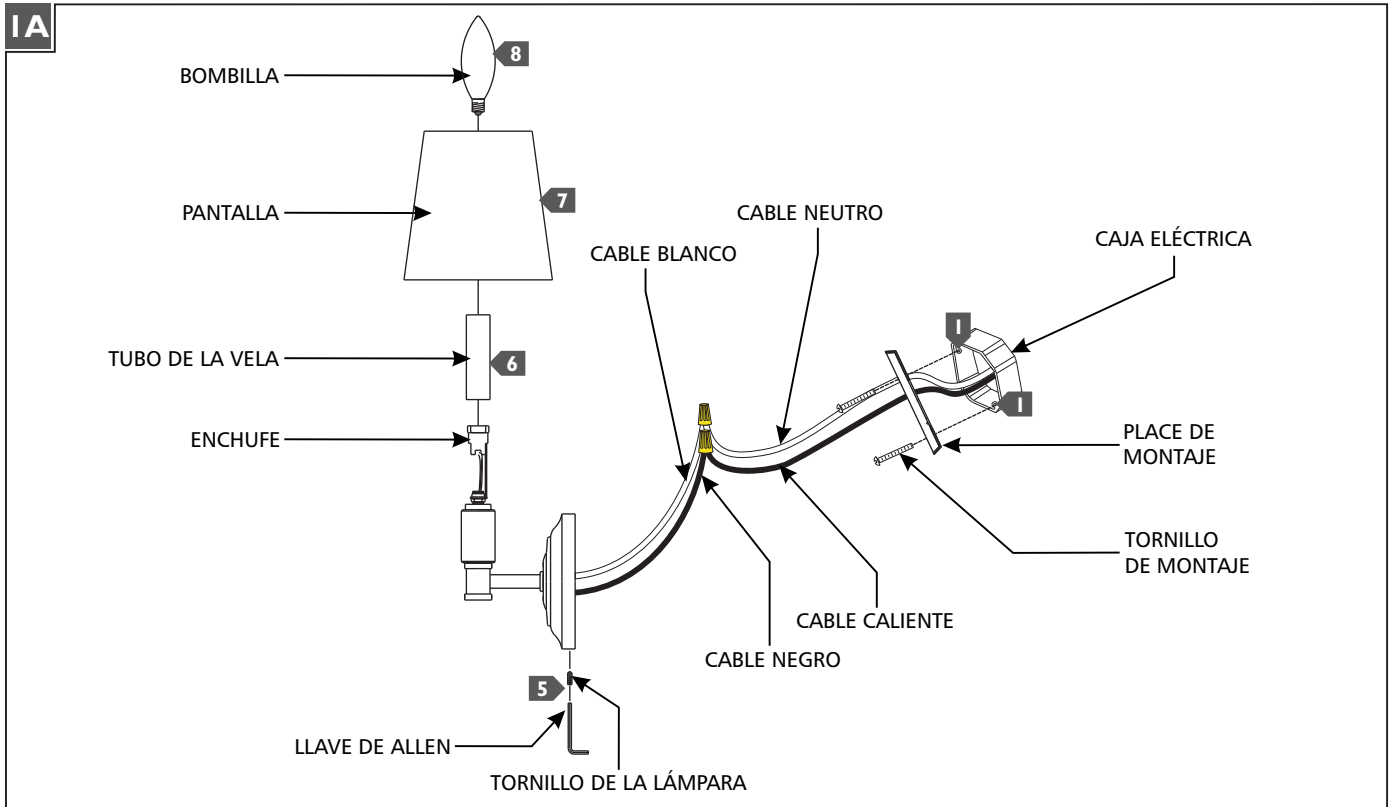 1A
BOMBILLA
8
PANTALLA
7
CABLE NEUTRO
CABLE BLANCO
CAJA ELÉCTRICA
1
TUBO DE LA VELA
6
1
ENCHUFE
PLACE DE
MONTAJE
TORNILLO
DE MONTAJE
CABLE CALIENTE
CABLE NEGRO
5
LLAVE DE ALLEN
TORNILLO DE LA LÁMPARA